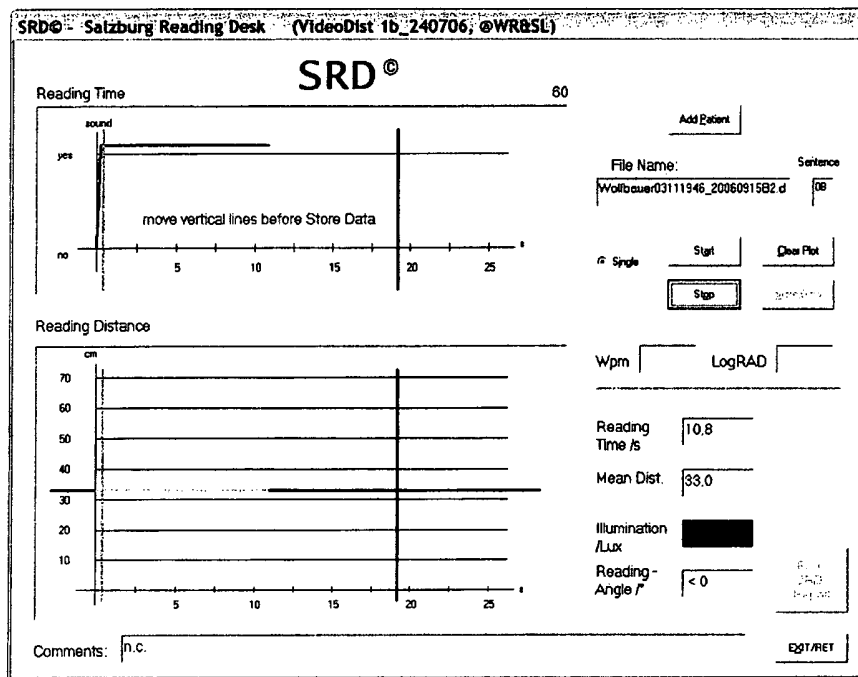 SRD© - Salzburg Reading Desk (VideoDist 1b_240706, @WR&SL)
SRD©
Reading Time
60
sound
yes
move vertical lines before Store Data
no
5 10 15 20 25 s
Add Patient
File Name: Sentence
Wolfbauer03111946_20060915B2.d 08
Single Start Clear Plot
Stop
Reading Distance
cm
70
60
50
40
30
20
10
5 10 15 20 25 s
Wpm LogRAD
Reading Time /s 10,8
Mean Dist. 33,0
Illumination /Lux
Reading - Angle /° < 0
Comments: n.c.
EXIT/RET